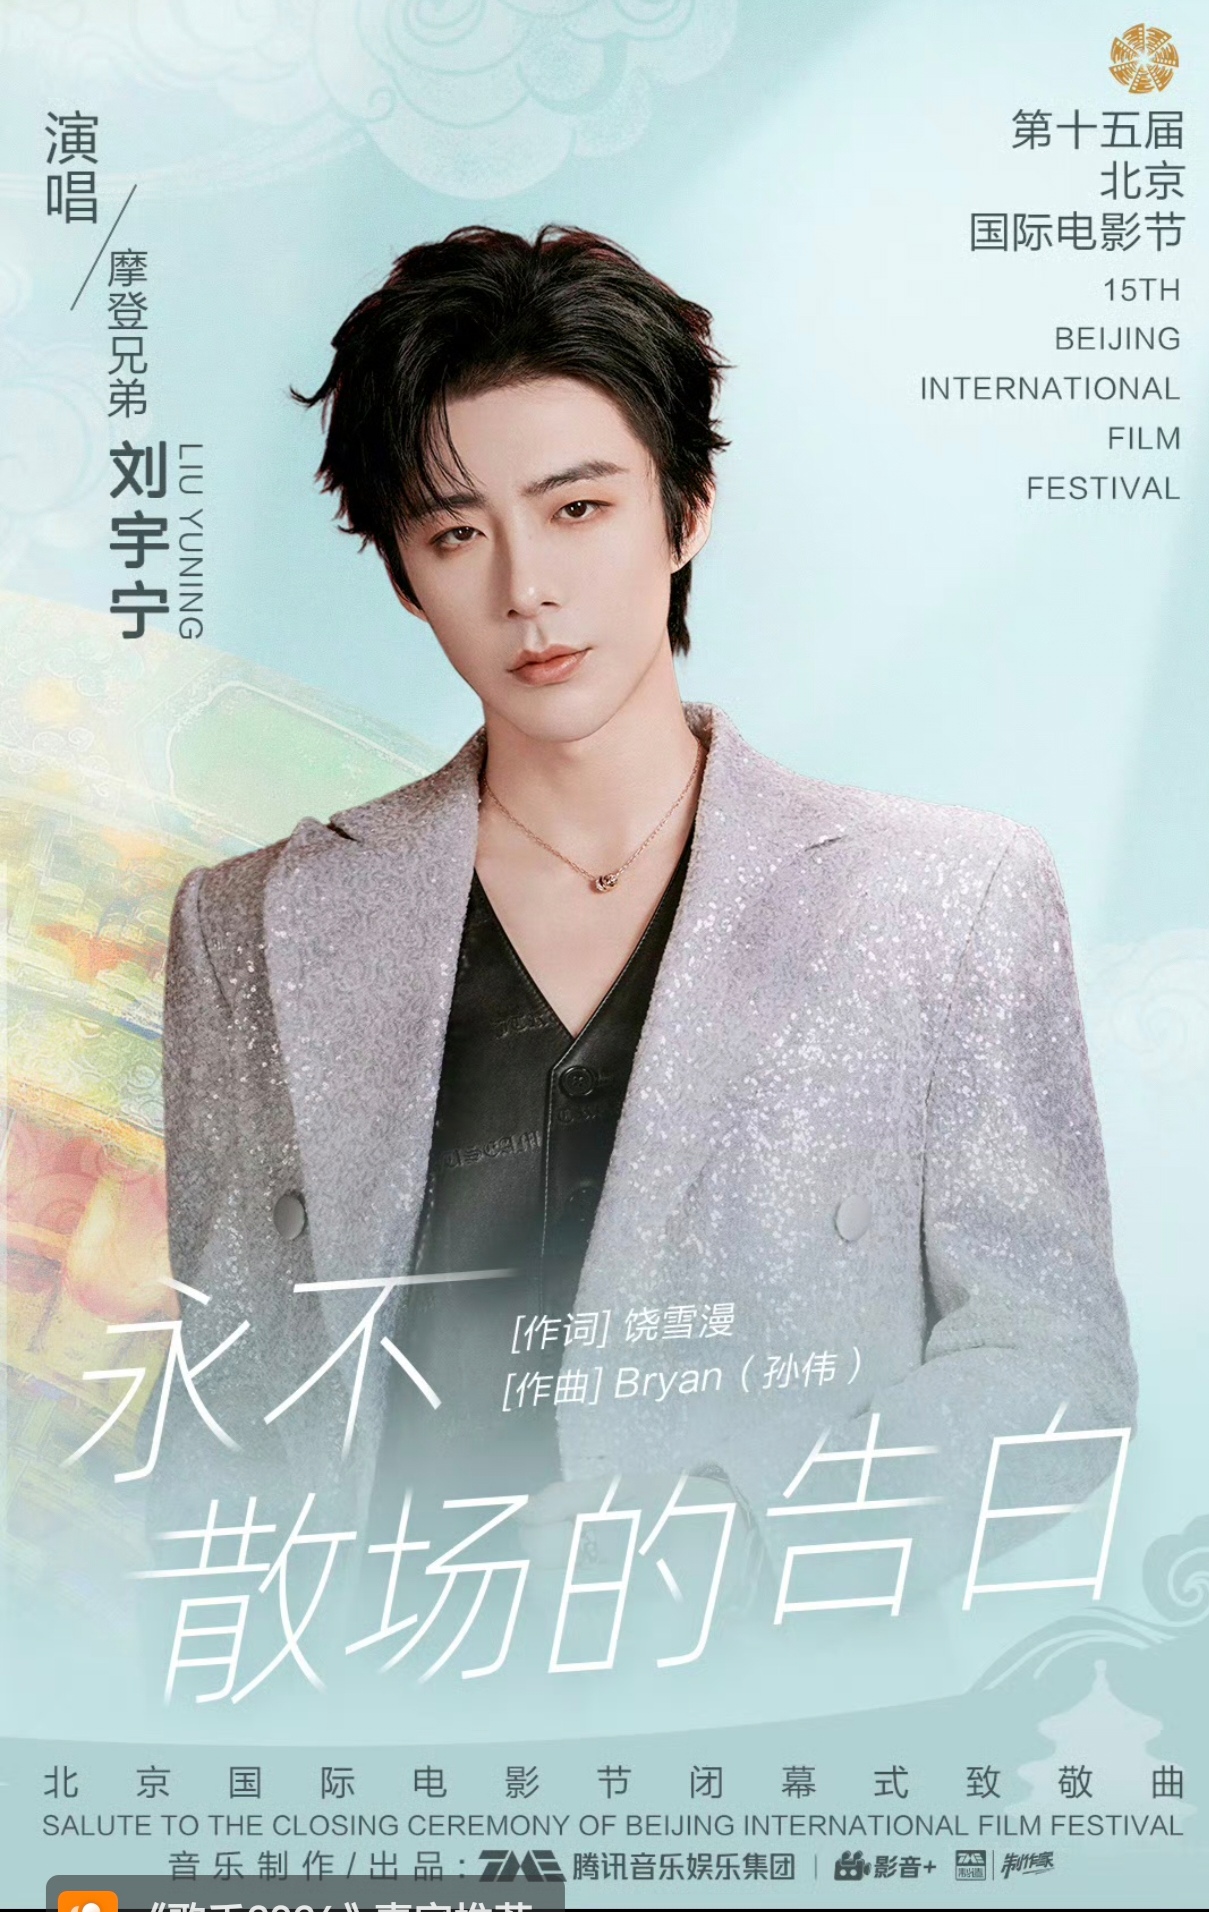 演唱
摩登兄弟
刘宇宁
LIU YUNING
第十五届
北京
国际电影节
15TH
BEIJING
INTERNATIONAL
FILM
FESTIVAL
永不
[作词] 饶雪漫
[作曲] Bryan（孙伟）
散场的告白
北京国际电影节闭幕式致敬曲
SALUTE TO THE CLOSING CEREMONY OF BEIJING INTERNATIONAL FILM FESTIVAL
音乐制作/出品：TME 腾讯音乐娱乐集团 | 影音+ TME 制造 | 制作家